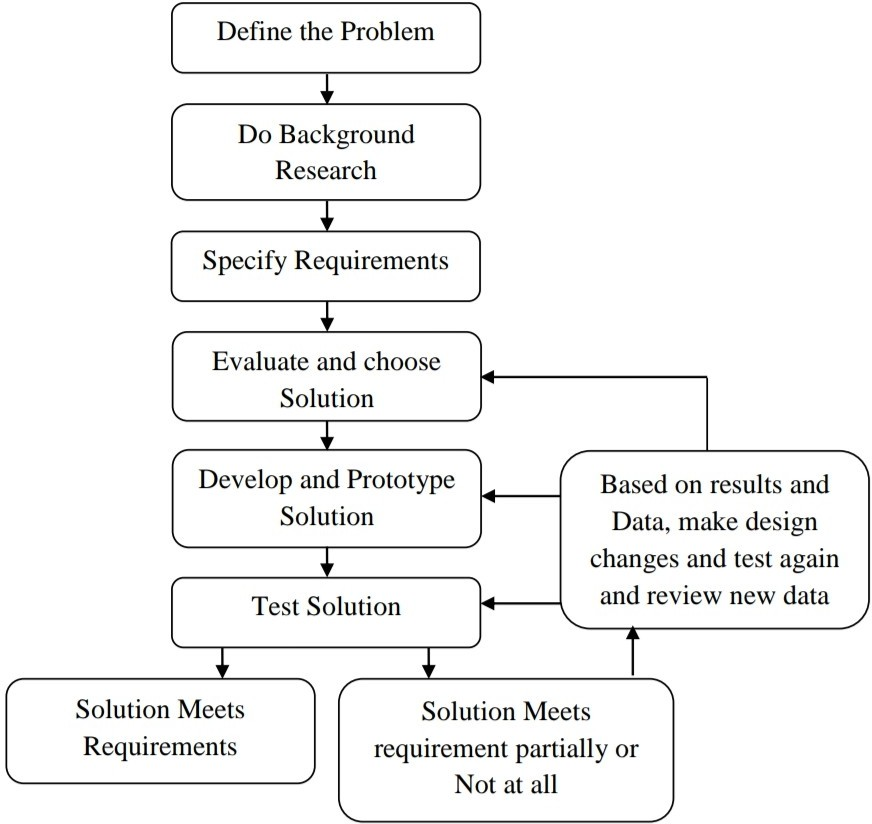 Define the Problem
Do Background
Research
Specify Requirements
Evaluate and choose
Solution
Develop and Prototype
Solution
Based on results and
Data, make design
changes and test again
and review new data
Test Solution
Solution Meets
Requirements
Solution Meets
requirement partially or
Not at all